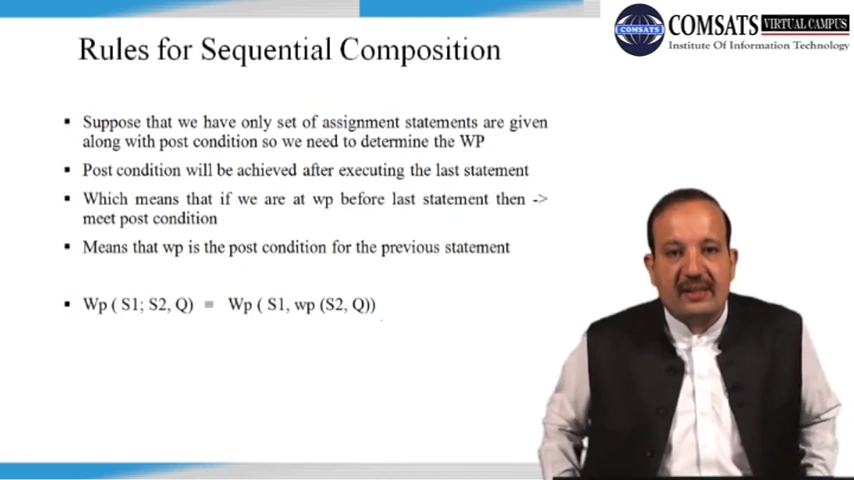 COMSATS
COMSATS VIRTUAL CAMPUS
Institute Of Information Technology
Rules for Sequential Composition
▪ Suppose that we have only set of assignment statements are given
along with post condition so we need to determine the WP
▪ Post condition will be achieved after executing the last statement
▪ Which means that if we are at wp before last statement then ->
meet post condition
▪ Means that wp is the post condition for the previous statement
▪ Wp ( S1; S2, Q) ≡ Wp ( S1, wp (S2, Q))